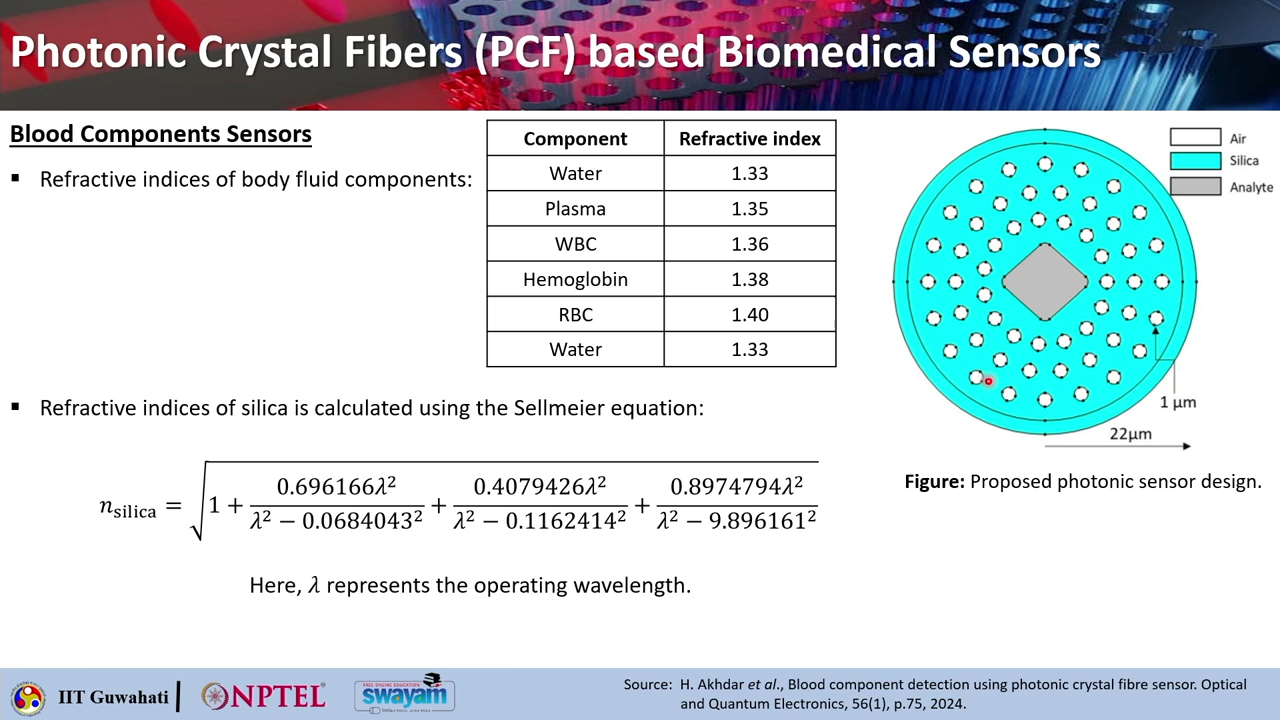 Photonic Crystal Fibers (PCF) based Biomedical Sensors
Blood Components Sensors
▪ Refractive indices of body fluid components:
Component Refractive index
Water 1.33
Plasma 1.35
WBC 1.36
Hemoglobin 1.38
RBC 1.40
Water 1.33
Air
Silica
Analyte
1 μm
22μm
Figure: Proposed photonic sensor design.
▪ Refractive indices of silica is calculated using the Sellmeier equation:
n_silica = √(1 + 0.696166λ²/(λ² − 0.0684043²) + 0.4079426λ²/(λ² − 0.1162414²) + 0.8974794λ²/(λ² − 9.896161²))
Here, λ represents the operating wavelength.
IIT Guwahati
NPTEL
FREE ONLINE EDUCATION
swayam
Source: H. Akhdar et al., Blood component detection using photonic crystal fibre sensor. Optical
and Quantum Electronics, 56(1), p.75, 2024.